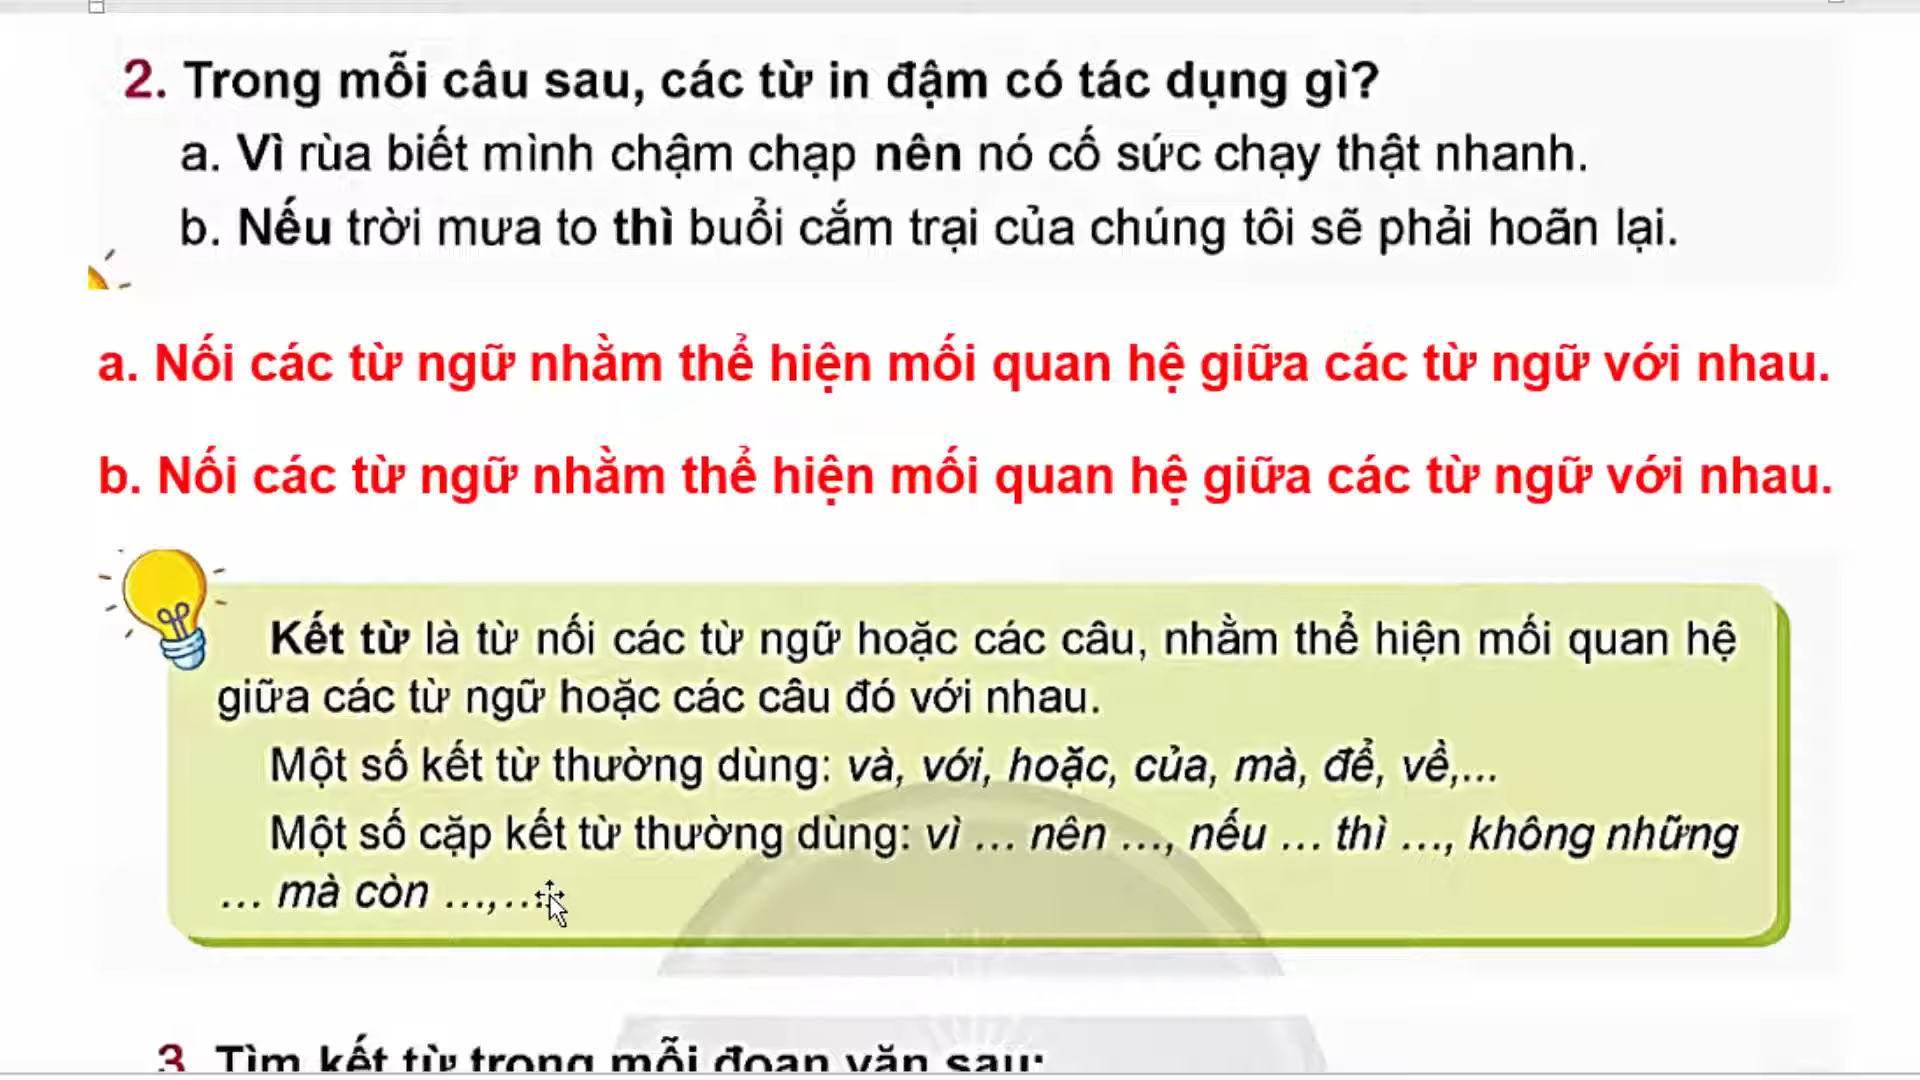 2. Trong mỗi câu sau, các từ in đậm có tác dụng gì?
a. Vì rùa biết mình chậm chạp nên nó cố sức chạy thật nhanh.
b. Nếu trời mưa to thì buổi cắm trại của chúng tôi sẽ phải hoãn lại.
a. Nối các từ ngữ nhằm thể hiện mối quan hệ giữa các từ ngữ với nhau.
b. Nối các từ ngữ nhằm thể hiện mối quan hệ giữa các từ ngữ với nhau.
Kết từ là từ nối các từ ngữ hoặc các câu, nhằm thể hiện mối quan hệ
giữa các từ ngữ hoặc các câu đó với nhau.
Một số kết từ thường dùng: và, với, hoặc, của, mà, để, về,...
Một số cặp kết từ thường dùng: vì ... nên ..., nếu ... thì ..., không những
... mà còn ...,...
3. Tìm kết từ trong mỗi đoạn văn sau: